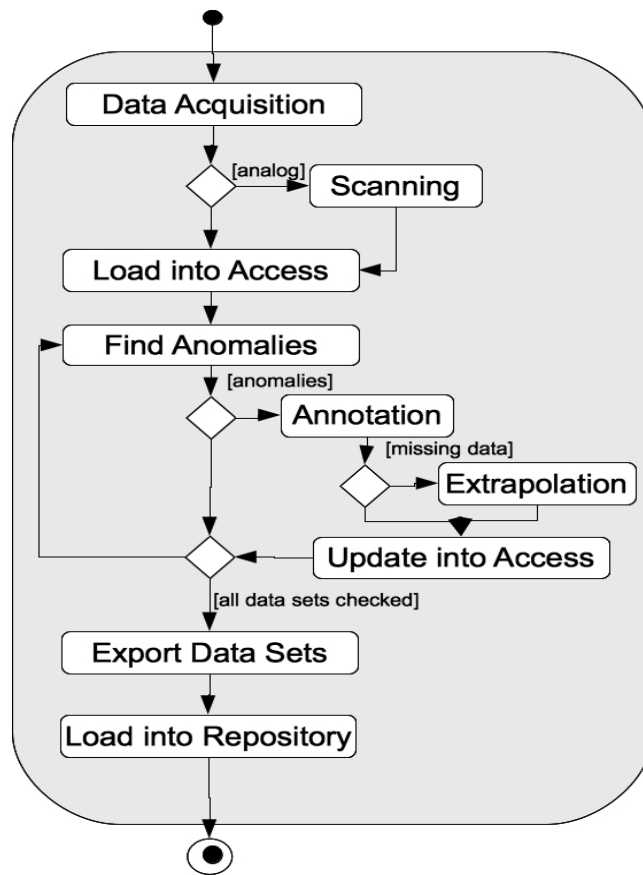 Data Acquisition
[analog]
Scanning
Load into Access
Find Anomalies
[anomalies]
Annotation
[missing data]
Extrapolation
Update into Access
[all data sets checked]
Export Data Sets
Load into Repository